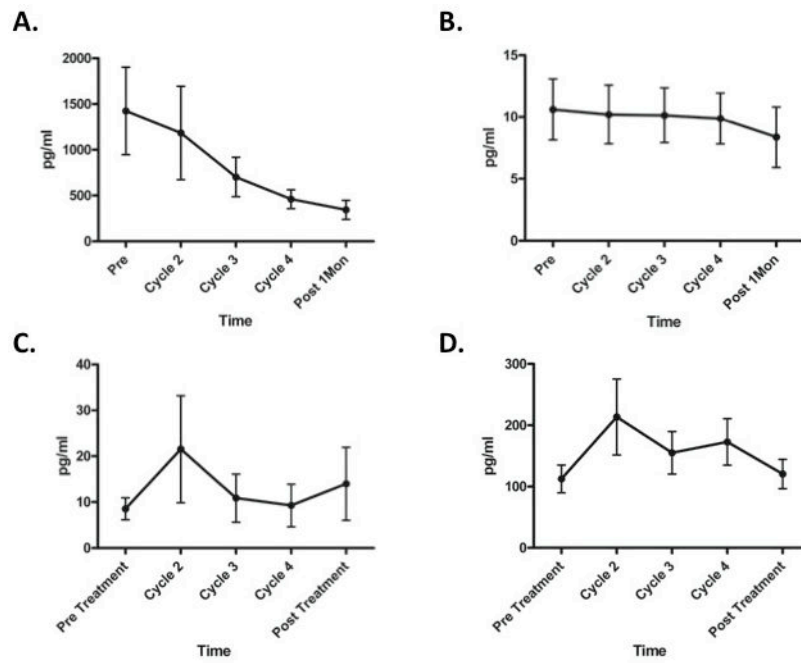 A.
2000
1500
1000
500
0
pg/ml
Pre
Cycle 2
Cycle 3
Cycle 4
Post 1Mon
Time
B.
15
10
5
0
pg/ml
Pre
Cycle 2
Cycle 3
Cycle 4
Post 1Mon
Time
C.
40
30
20
10
0
pg/ml
Pre Treatment
Cycle 2
Cycle 3
Cycle 4
Post Treatment
Time
D.
300
200
100
0
pg/ml
Pre Treatment
Cycle 2
Cycle 3
Cycle 4
Post Treatment
Time